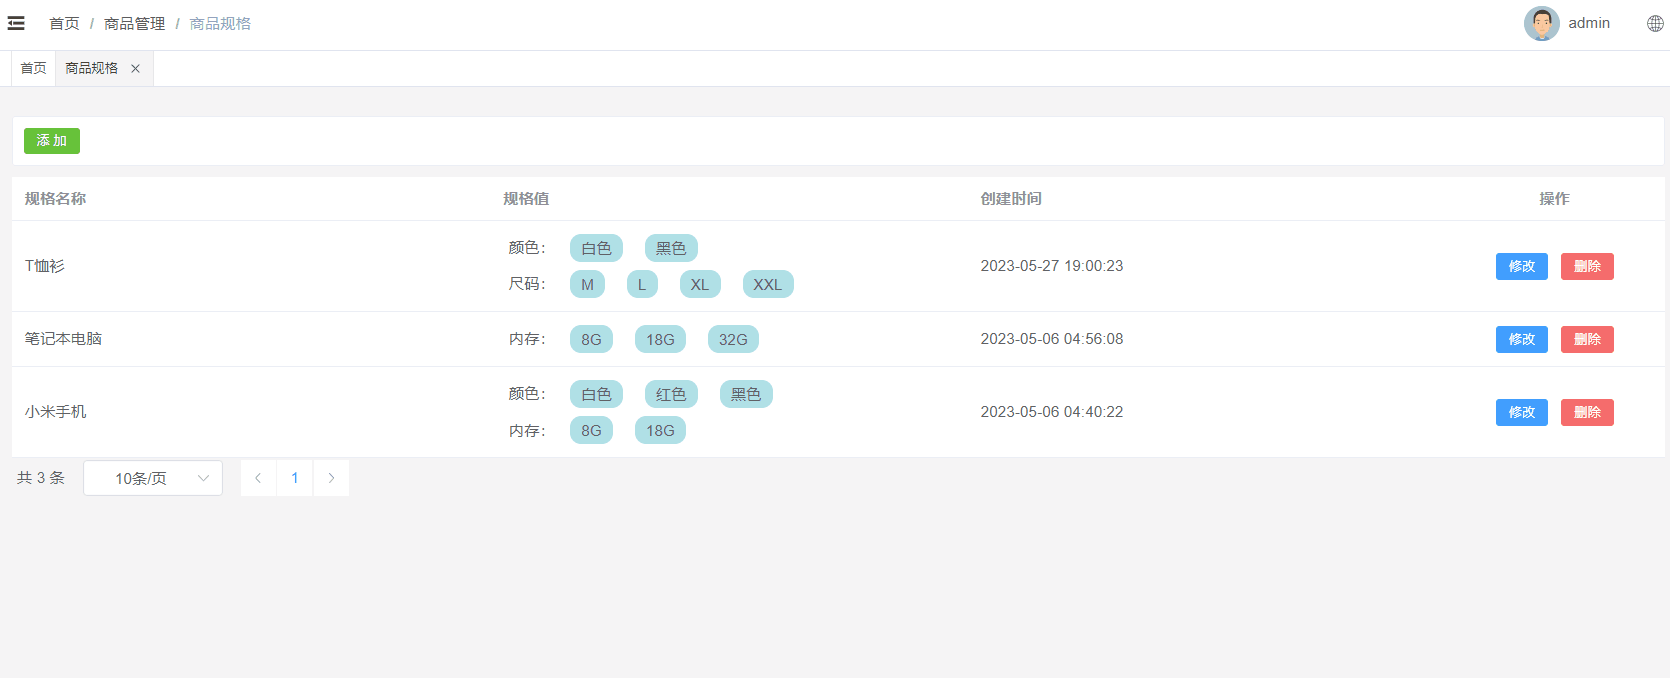 首页 / 商品管理 / 商品规格 admin
首页 商品规格 ×
添加
规格名称 规格值 创建时间 操作
T恤衫 颜色： 白色 黑色 2023-05-27 19:00:23 修改 删除
尺码： M L XL XXL
笔记本电脑 内存： 8G 18G 32G 2023-05-06 04:56:08 修改 删除
小米手机 颜色： 白色 红色 黑色 2023-05-06 04:40:22 修改 删除
内存： 8G 18G
共 3 条 10条/页 1